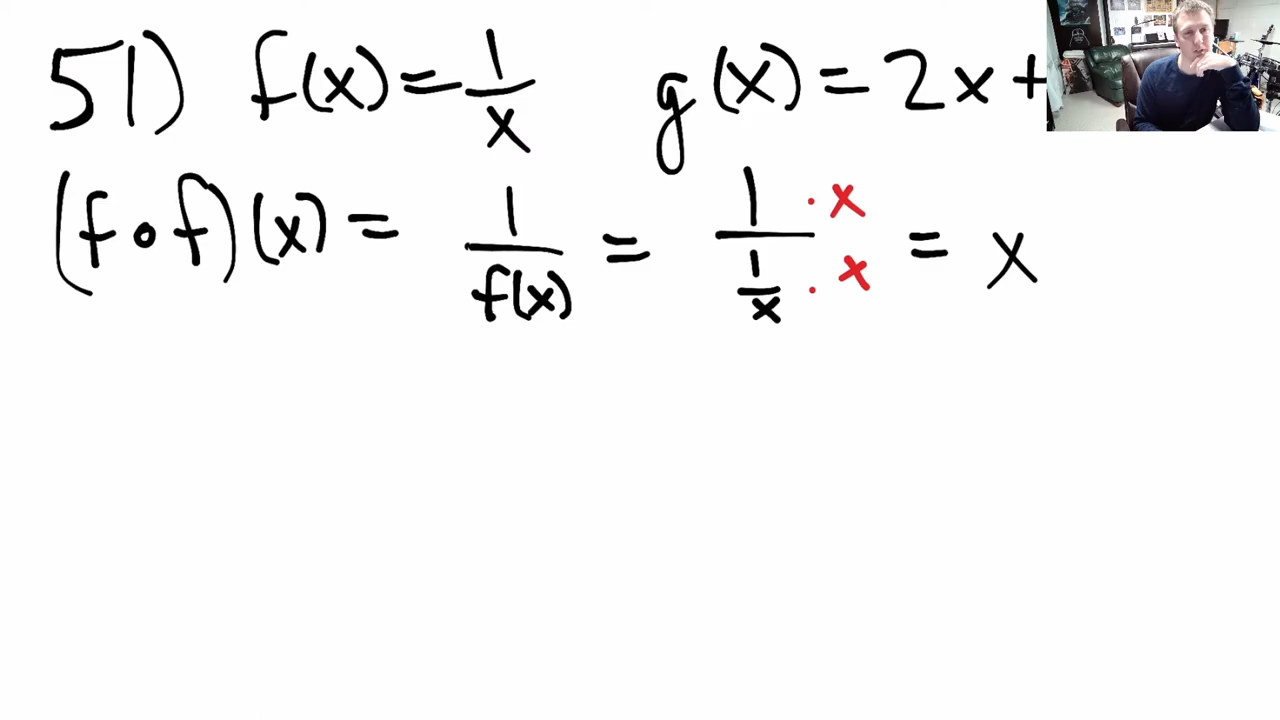 51) f(x) = 1/x g(x) = 2x+
(f∘f)(x) = 1/f(x) = 1·x / (1/x)·x = x